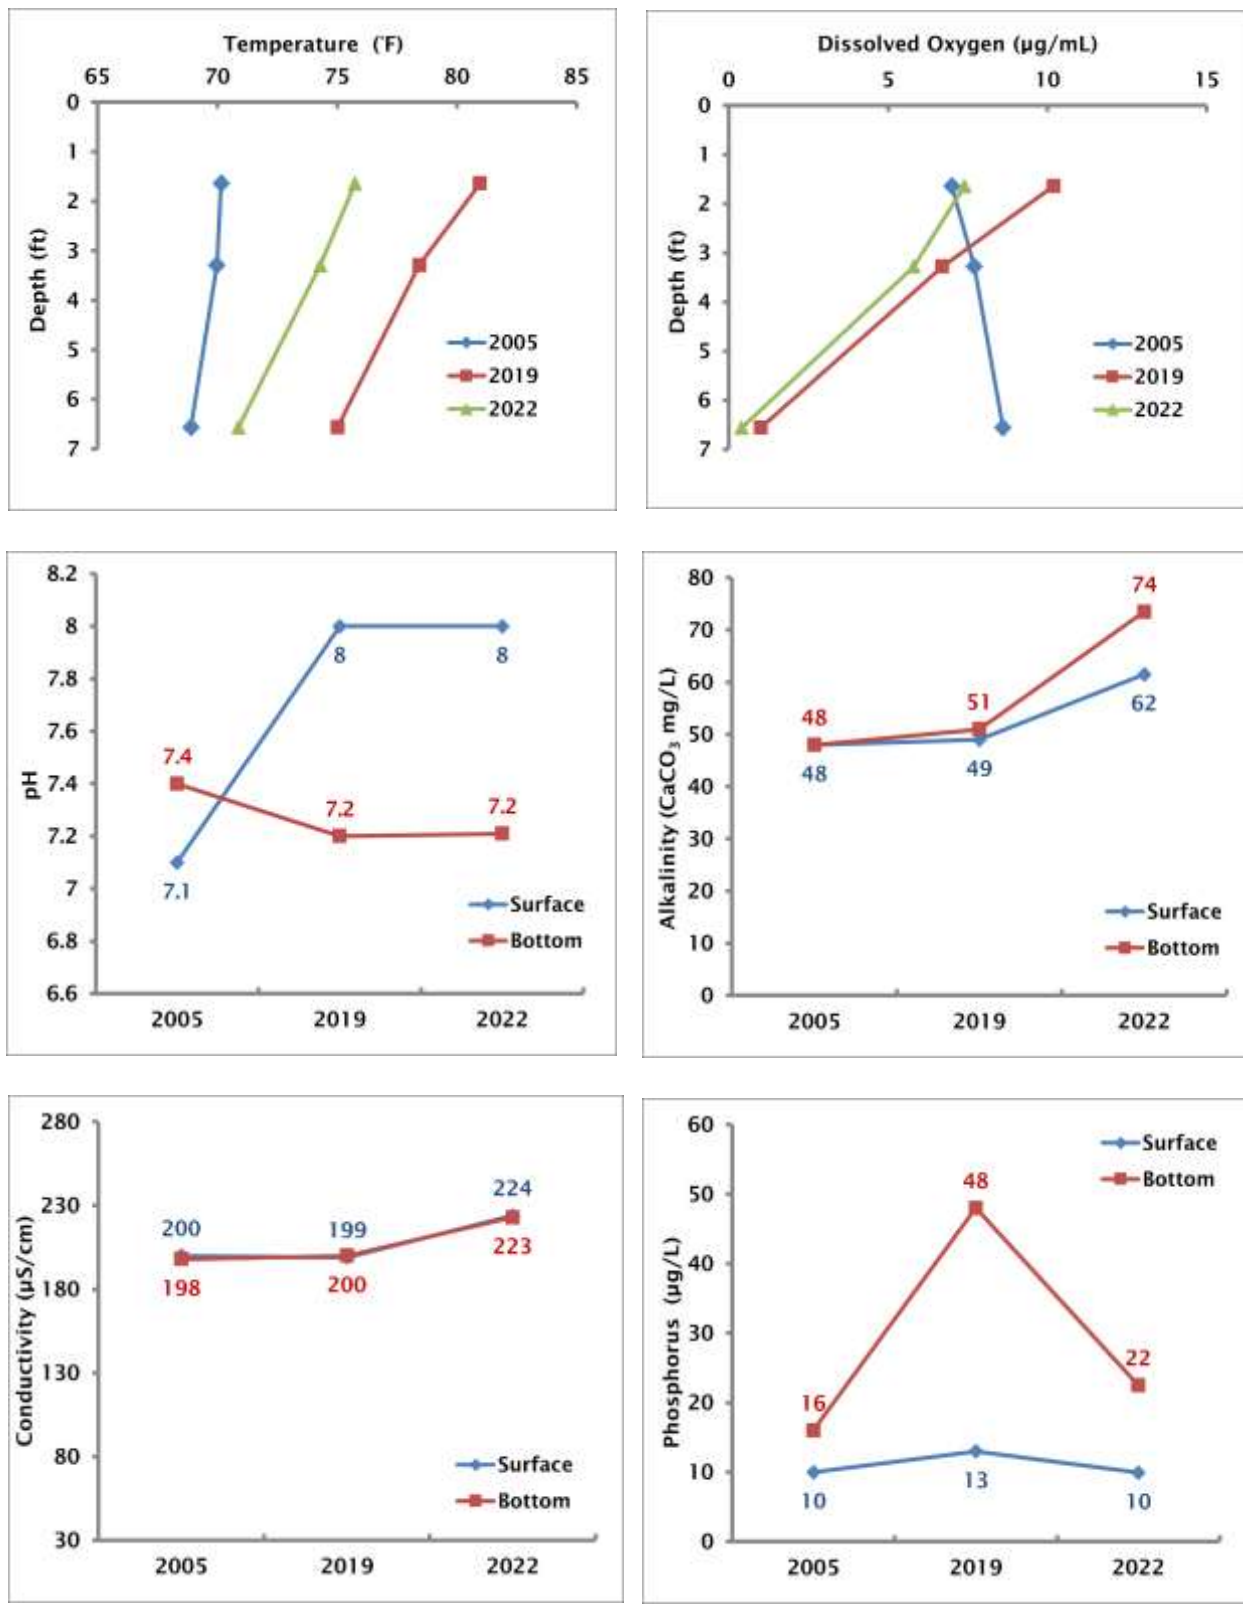 Temperature (°F)
65 70 75 80 85
0
1
2
3
4
5
6
7
Depth (ft)
2005
2019
2022
Dissolved Oxygen (µg/mL)
0 5 10 15
0
1
2
3
4
5
6
7
Depth (ft)
2005
2019
2022
8.2
8
7.8
7.6
7.4
7.2
7
6.8
6.6
pH
8 8
7.4
7.2 7.2
7.1
Surface
Bottom
2005 2019 2022
80
70
60
50
40
30
20
10
0
Alkalinity (CaCO₃ mg/L)
74
62
48 51
48 49
Surface
Bottom
2005 2019 2022
280
230
180
130
80
30
Conductivity (µS/cm)
200 199 224
198 200 223
Surface
Bottom
2005 2019 2022
60
50
40
30
20
10
0
Phosphorus (µg/L)
Surface
Bottom
48
22
16
10 13 10
2005 2019 2022